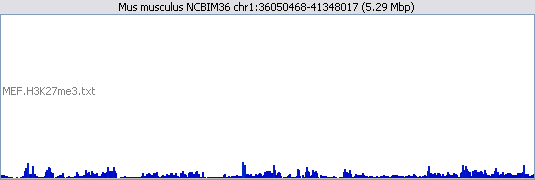 Mus musculus NCBIM36 chr1:36050468-41348017 (5.29 Mbp)
MEF.H3K27me3.txt